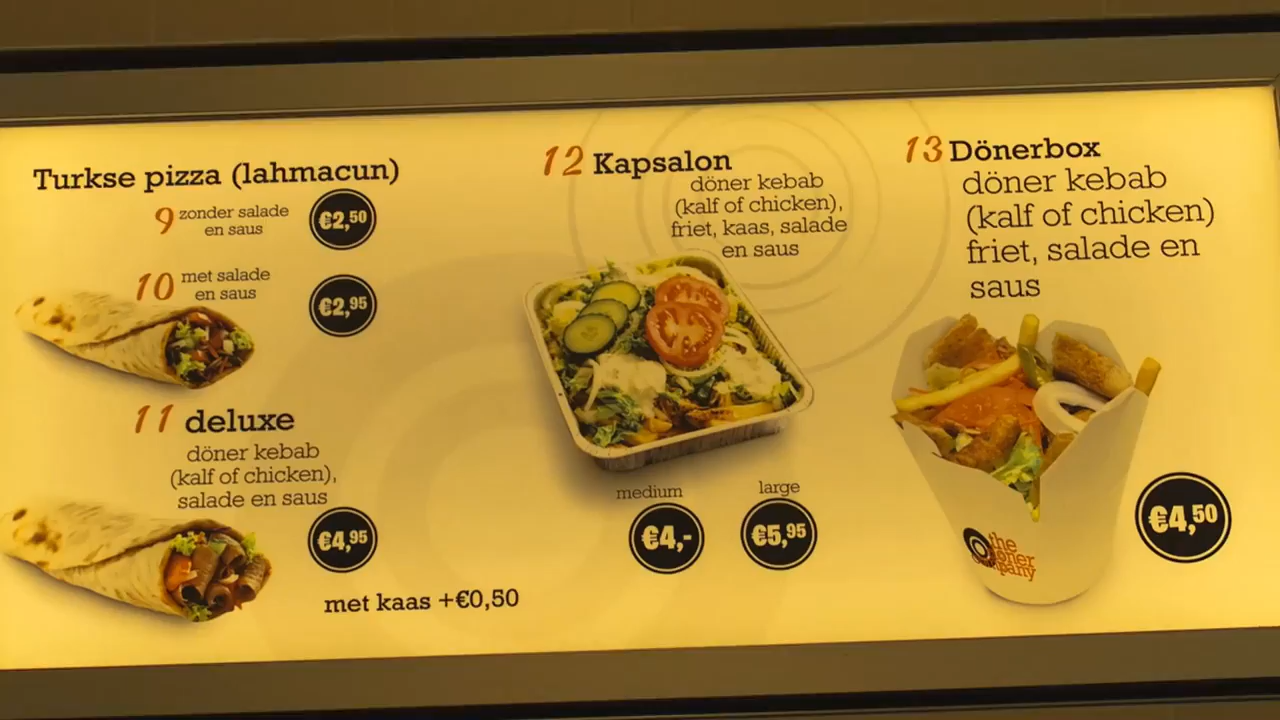 Turkse pizza (lahmacun)
9 zonder salade
en saus
€2,50
10 met salade
en saus
€2,95
11 deluxe
döner kebab
(kalf of chicken),
salade en saus
€4,95
met kaas +€0,50
12 Kapsalon
döner kebab
(kalf of chicken),
friet, kaas, salade
en saus
medium
€4,-
large
€5,95
13 Dönerbox
döner kebab
(kalf of chicken)
friet, salade en
saus
€4,50
the
döner
company